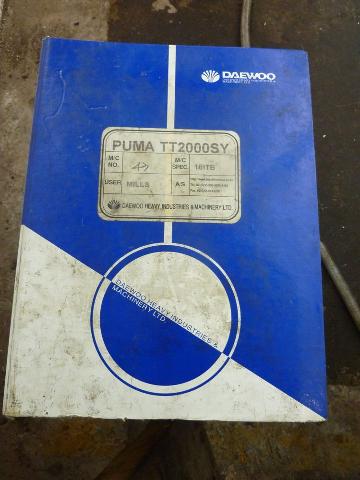 DAEWOO
PUMA TT2000SY
M/C NO.
M/C SPEC.
USER
MILLS
AS
DAEWOO HEAVY INDUSTRIES & MACHINERY LTD.
DAEWOO HEAVY INDUSTRIES &
MACHINERY LTD.